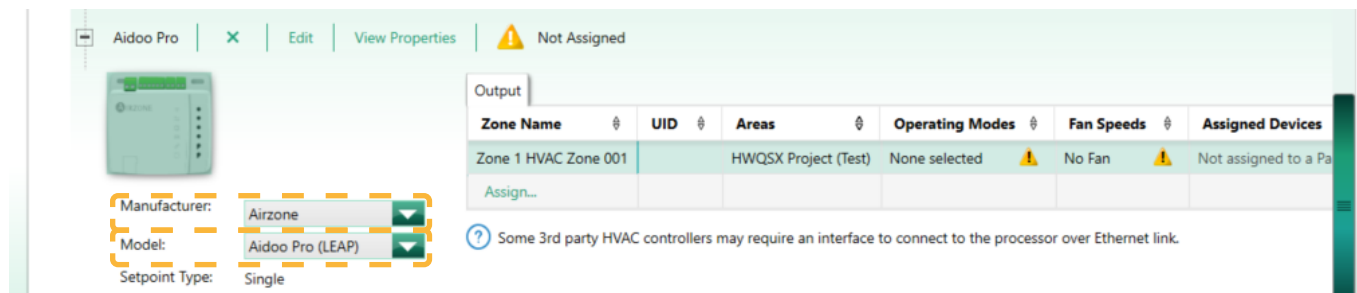 Aidoo Pro × Edit View Properties Not Assigned
AIRZONE
Output
Zone Name UID Areas Operating Modes Fan Speeds Assigned Devices
Zone 1 HVAC Zone 001 HWQSX Project (Test) None selected No Fan Not assigned to a Pa
Assign...
Manufacturer: Airzone
? Some 3rd party HVAC controllers may require an interface to connect to the processor over Ethernet link.
Model: Aidoo Pro (LEAP)
Setpoint Type: Single